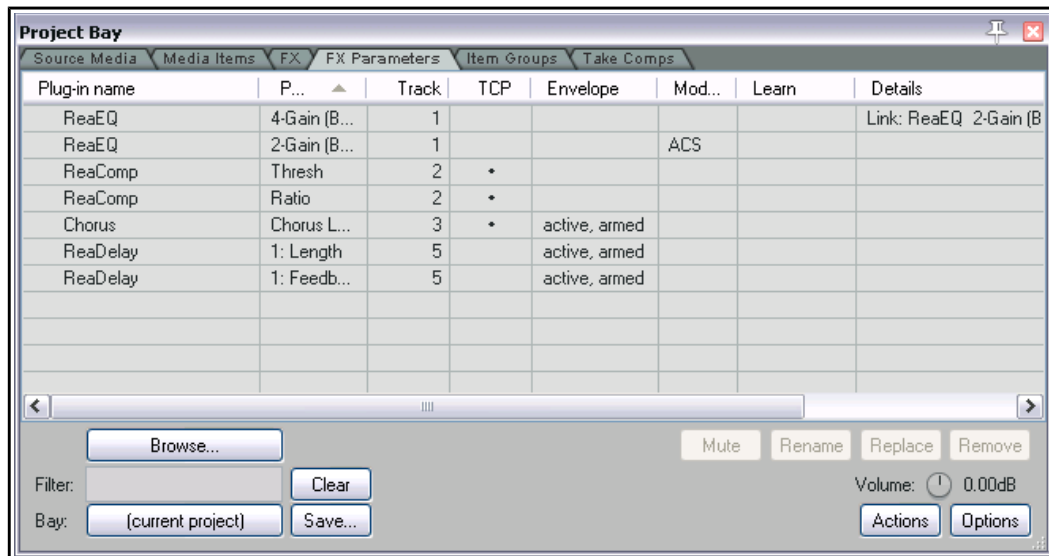 Project Bay
Source Media Media Items FX FX Parameters Item Groups Take Comps
Plug-in name P... Track TCP Envelope Mod... Learn Details
ReaEQ 4-Gain (B... 1 Link: ReaEQ 2-Gain (B
ReaEQ 2-Gain (B... 1 ACS
ReaComp Thresh 2 •
ReaComp Ratio 2 •
Chorus Chorus L... 3 • active, armed
ReaDelay 1: Length 5 active, armed
ReaDelay 1: Feedb... 5 active, armed
Browse... Mute Rename Replace Remove
Filter: Clear Volume: 0.00dB
Bay: (current project) Save... Actions Options